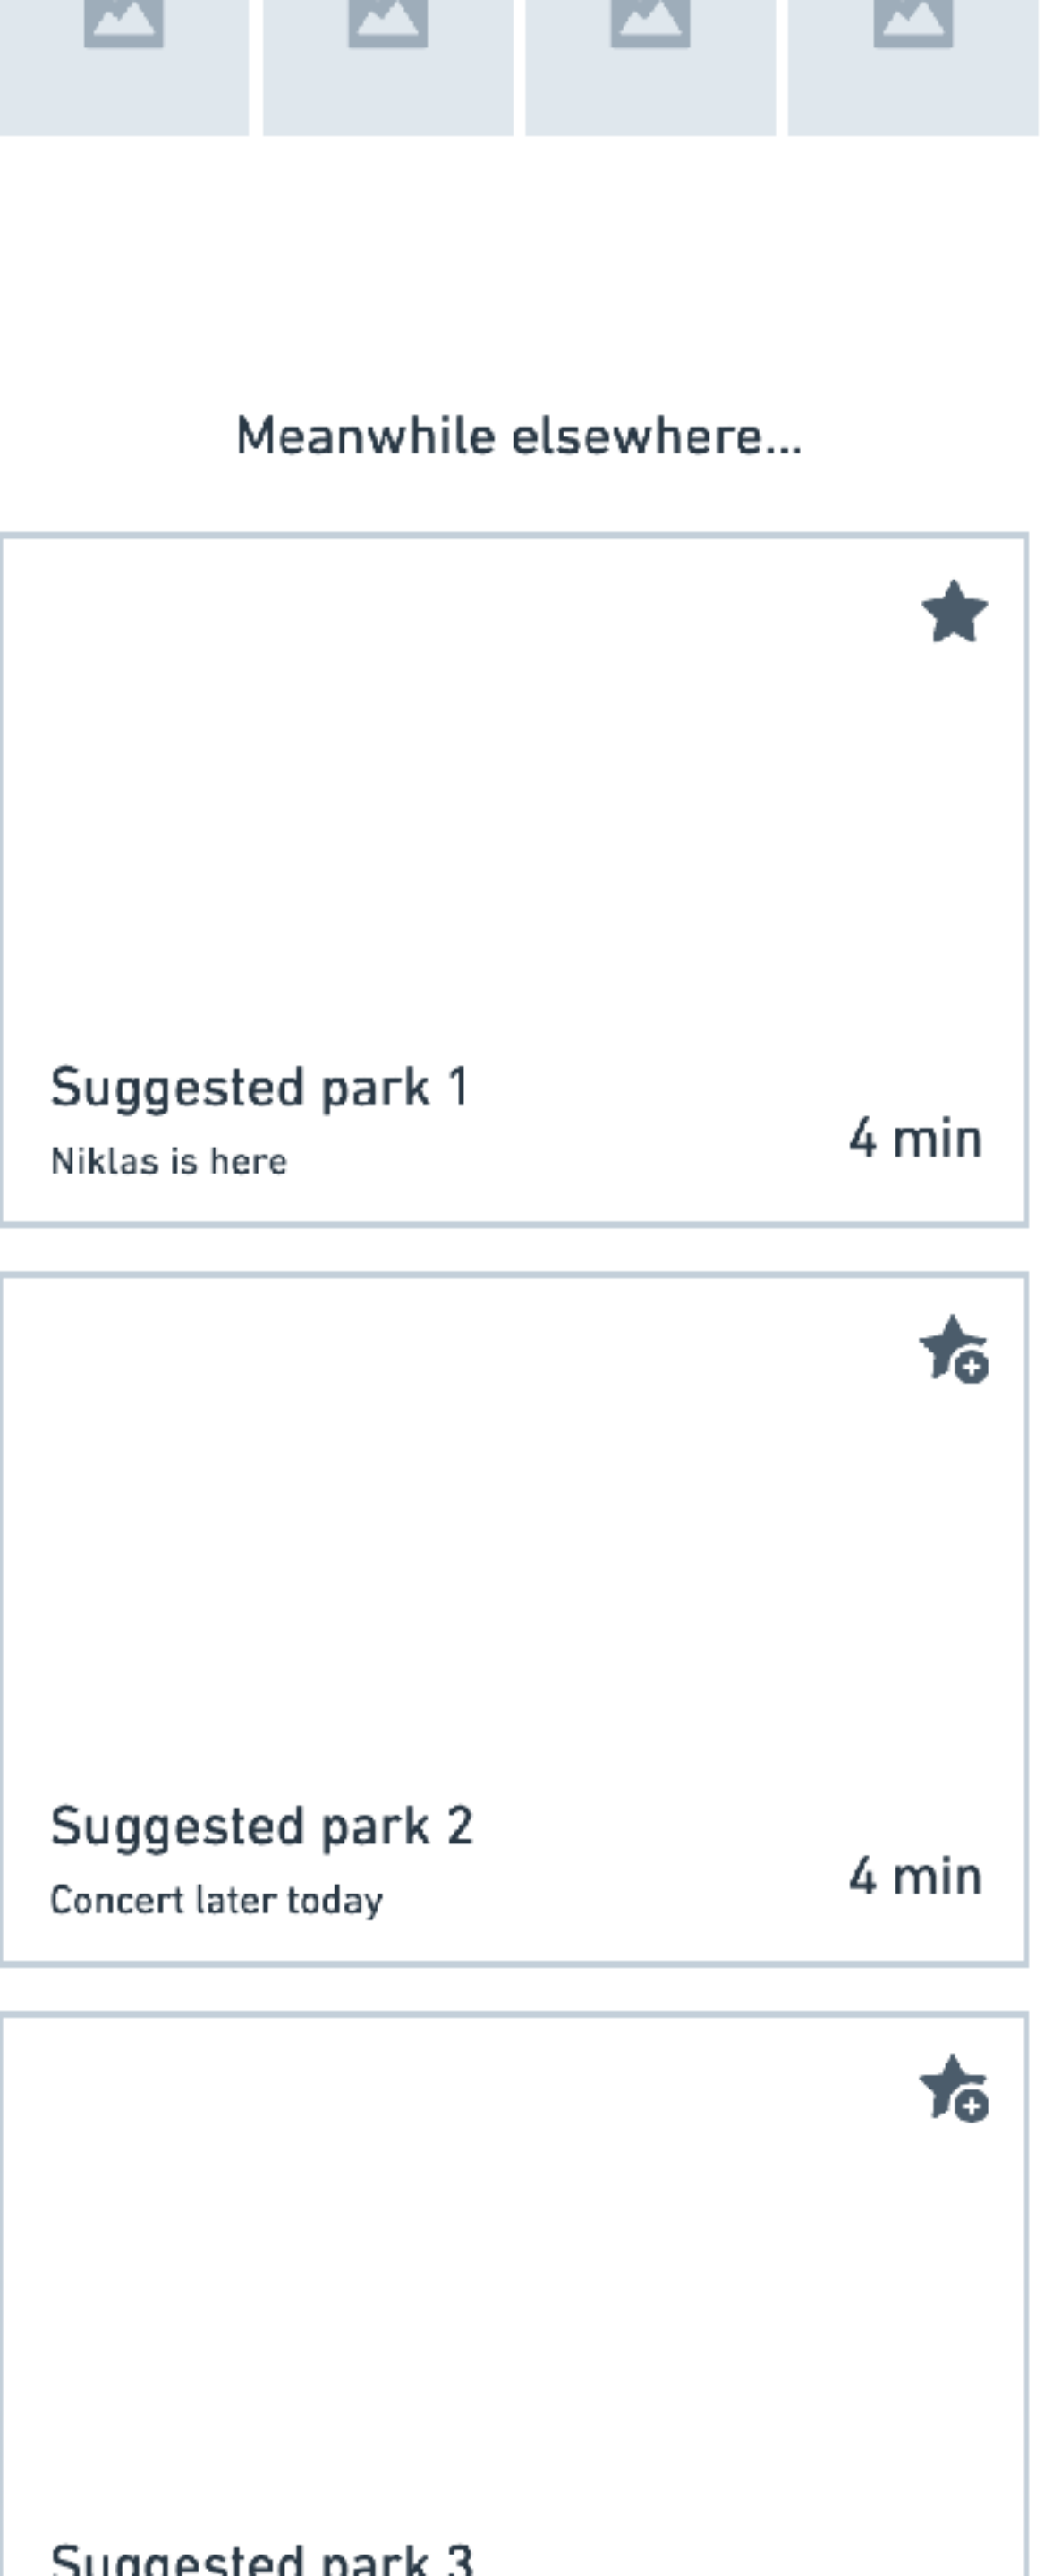 Meanwhile elsewhere...
Suggested park 1
Niklas is here
4 min
Suggested park 2
Concert later today
4 min
Suggested park 3